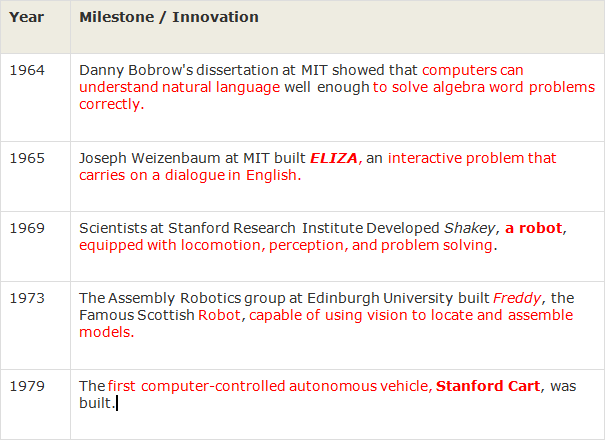 Year Milestone / Innovation
1964 Danny Bobrow's dissertation at MIT showed that computers can
understand natural language well enough to solve algebra word problems
correctly.
1965 Joseph Weizenbaum at MIT built ELIZA, an interactive problem that
carries on a dialogue in English.
1969 Scientists at Stanford Research Institute Developed Shakey, a robot,
equipped with locomotion, perception, and problem solving.
1973 The Assembly Robotics group at Edinburgh University built Freddy, the
Famous Scottish Robot, capable of using vision to locate and assemble
models.
1979 The first computer-controlled autonomous vehicle, Stanford Cart, was
built.